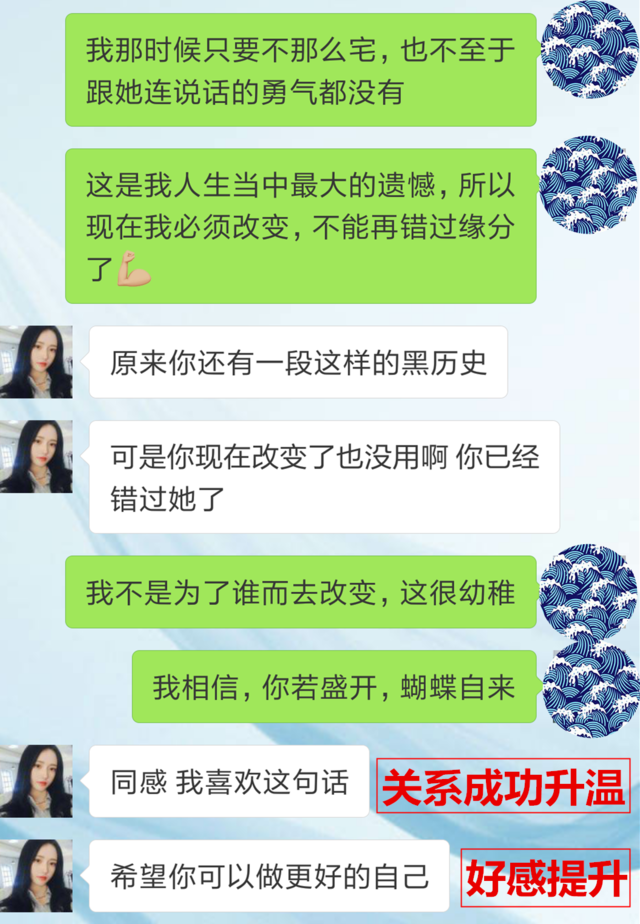 我那时候只要不那么宅,也不至于
跟她连说话的勇气都没有
这是我人生当中最大的遗憾,所以
现在我必须改变,不能再错过缘分
了💪🏼
原来你还有一段这样的黑历史
可是你现在改变了也没用啊 你已经
错过她了
我不是为了谁而去改变,这很幼稚
我相信,你若盛开,蝴蝶自来
同感 我喜欢这句话
关系成功升温
希望你可以做更好的自己
好感提升